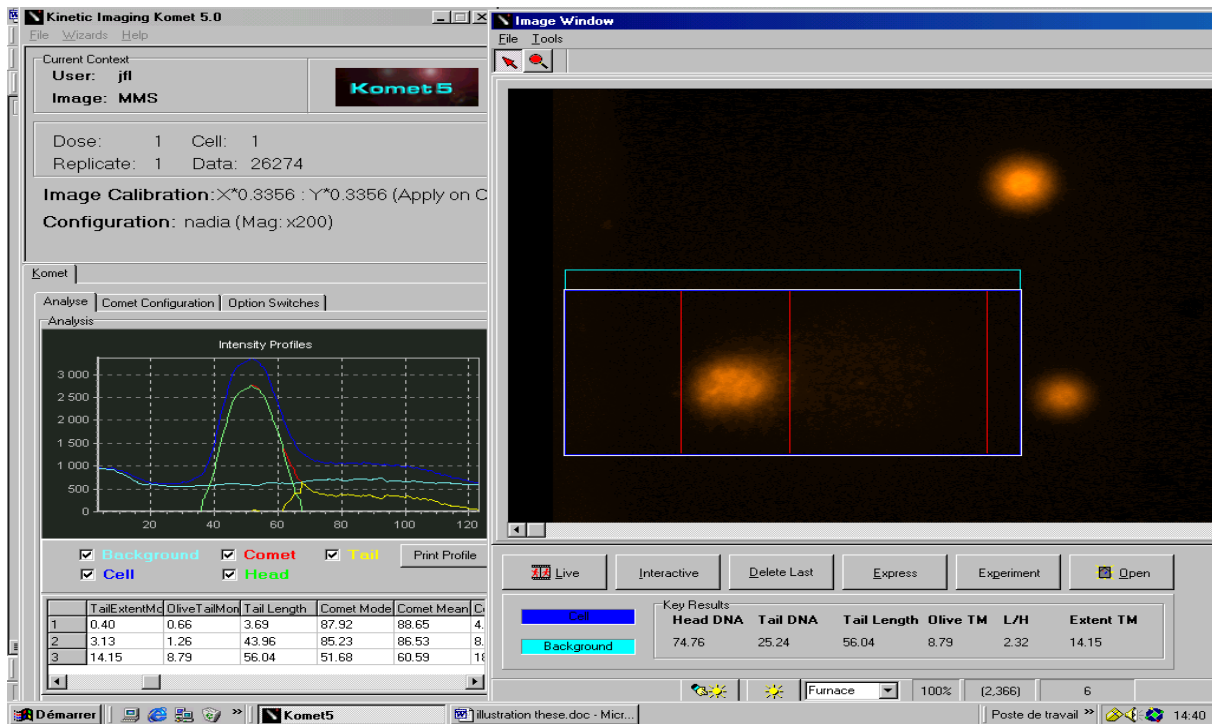 Kinetic Imaging Komet 5.0
File Wizards Help
Current Context
User: jfl
Image: MMS
Komet 5
Dose: 1 Cell: 1
Replicate: 1 Data: 26274
Image Calibration:X*0.3356 : Y*0.3356 (Apply on C
Configuration: nadia (Mag: x200)
Komet
Analyse Comet Configuration Option Switches
Analysis
Intensity Profiles
3 000
2 500
2 000
1 500
1 000
500
0
20 40 60 80 100 120
Background Comet Tail Print Profile
Cell Head
TailExtentMo OliveTailMon Tail Length Comet Mode Comet Mean
1 0.40 0.66 3.69 87.92 88.65 4.
2 3.13 1.26 43.96 85.23 86.53 8.
3 14.15 8.79 56.04 51.68 60.59 18
Image Window
File Tools
Live Interactive Delete Last Express Experiment Open
Cell
Background
Key Results
Head DNA Tail DNA Tail Length Olive TM L/H Extent TM
74.76 25.24 56.04 8.79 2.32 14.15
Furnace 100% (2,366) 6
Démarrer » Komet5 illustration these.doc - Micr... Poste de travail » 14:40